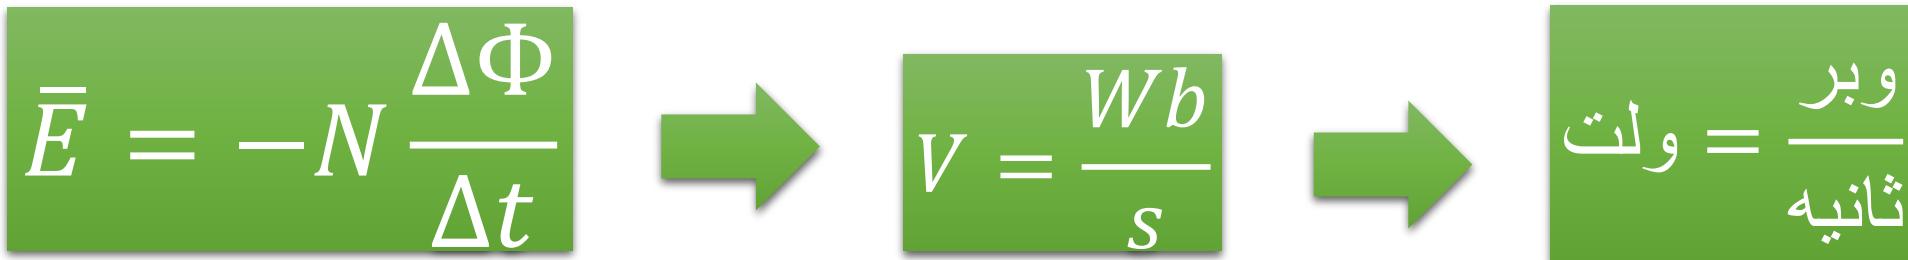 Ē = −N ΔΦ/Δt
V = Wb/s
ولت = وبر/ثانیه